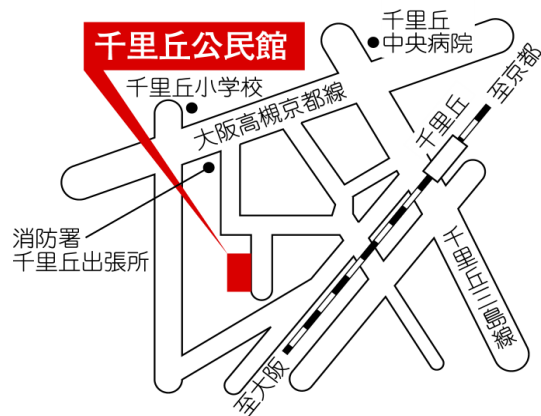 千里丘
中央病院
千里丘公民館
千里丘小学校
大阪高槻京都線
至京都
千里丘
消防署
千里丘出張所
千里丘三島線
至大阪